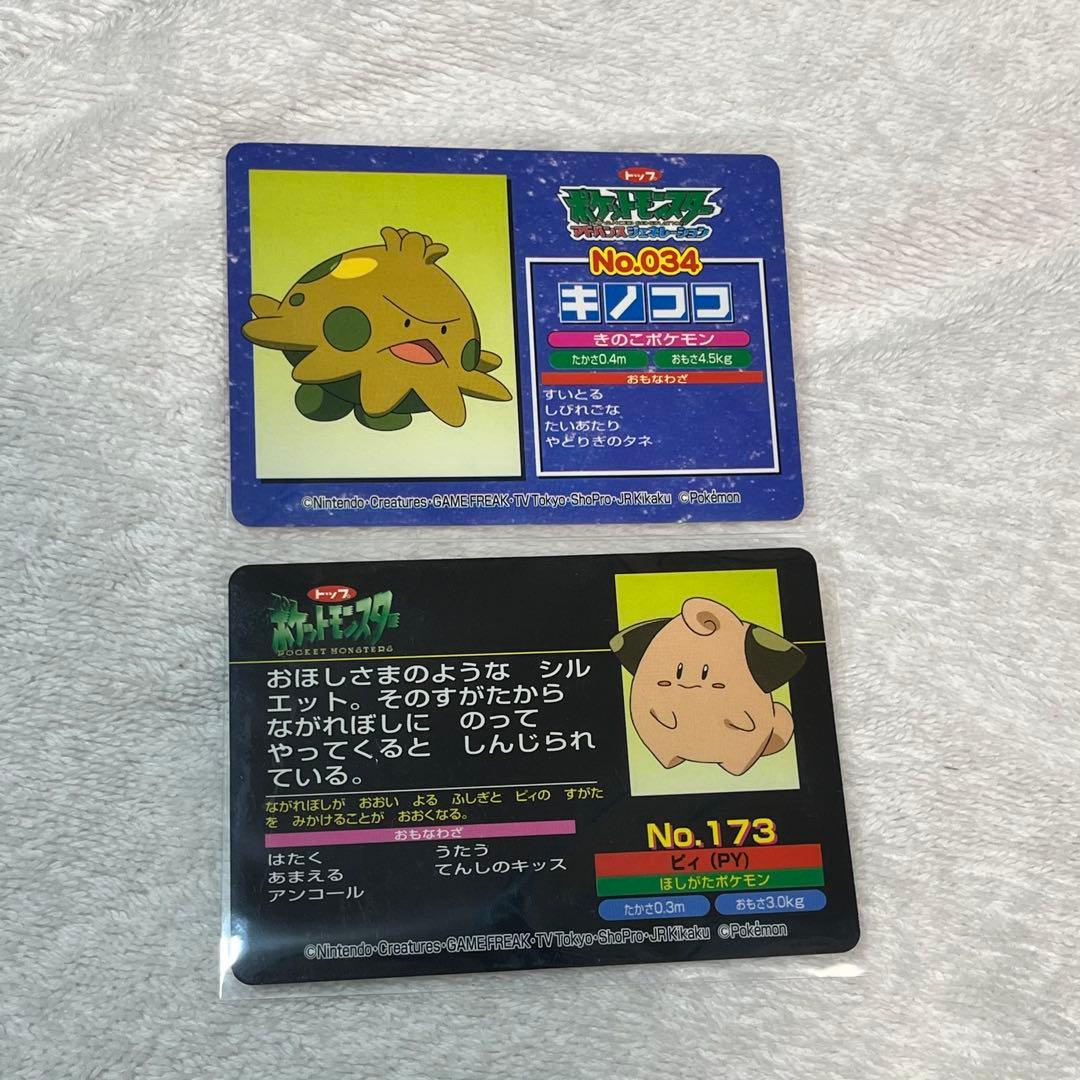 トップ
ポケットモンスター
アドバンスジェネレーション
No.034
キノココ
きのこポケモン
たかさ0.4m おもさ4.5kg
おもなわざ
すいとる
しびれごな
たいあたり
やどりぎのタネ
©Nintendo・Creatures・GAME FREAK・TV Tokyo・ShoPro・JR Kikaku ©Pokémon
トップ
ポケットモンスター
POCKET MONSTERS
おほしさまのような シル
エット。そのすがたから
ながれぼしに のって
やってくると しんじられ
ている。
ながれぼしが おおい よる ふしぎと ピィの すがた
を みかけることが おおくなる。
おもなわざ
はたく うたう
あまえる てんしのキッス
アンコール
No.173
ピィ (PY)
ほしがたポケモン
たかさ0.3m おもさ3.0kg
©Nintendo・Creatures・GAME FREAK・TV Tokyo・ShoPro・JR Kikaku ©Pokémon